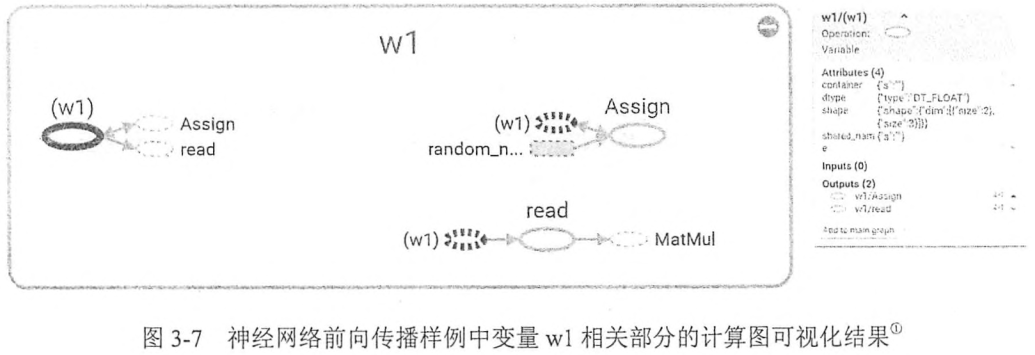 w1
(w1)
Assign
read
Assign
(w1)
random_n...
read
(w1)
MatMul
w1/(w1)
Operation:
Variable
Attributes (4)
container {"s":""}
dtype {"type":"DT_FLOAT"}
shape {"shape":{"dim":[{"size":2},
{"size":3}]}}
shared_nam {"s":""}
e
Inputs (0)
Outputs (2)
w1/Assign
w1/read
Add to main graph
图 3-7 神经网络前向传播样例中变量 w1 相关部分的计算图可视化结果①